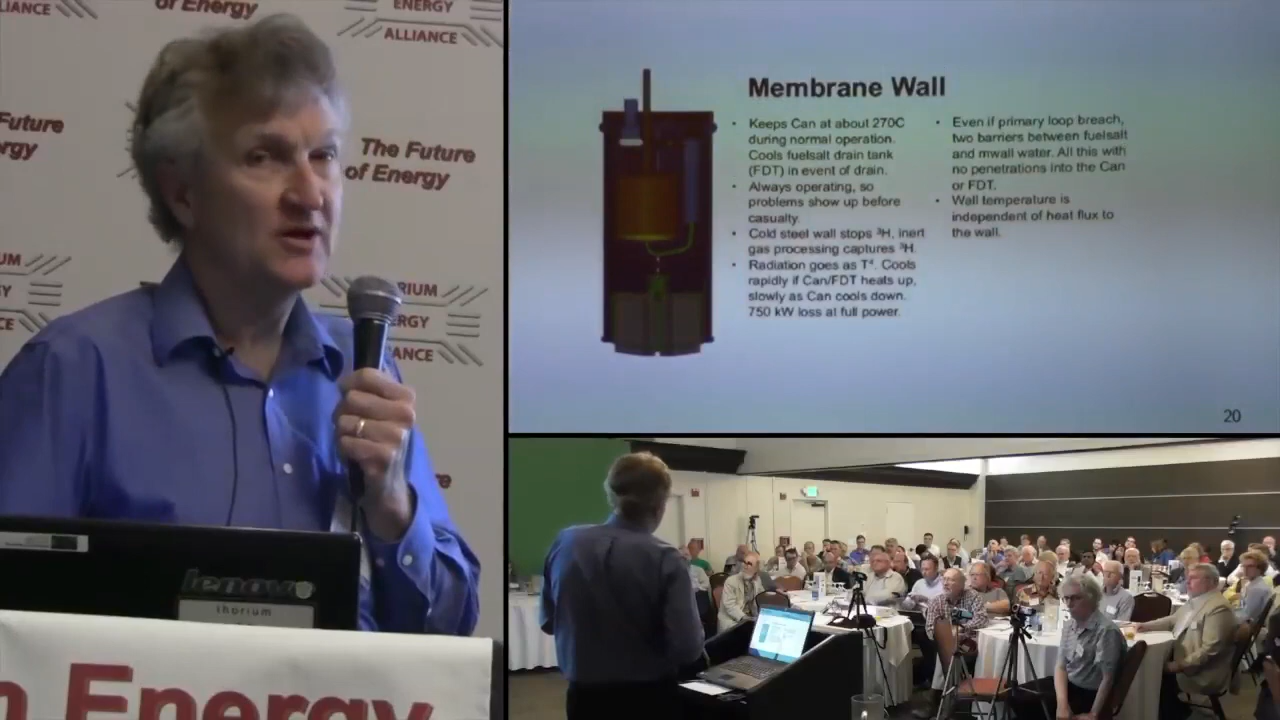 LIANCE
of Energy
ENERGY
ALLIANCE
Future
rgy
The Future
of Energy
UM
GY
CE
RIUM
ERGY
IANCE
re
lenovo
thorium
n Energy
Membrane Wall
• Keeps Can at about 270C
during normal operation.
Cools fuelsalt drain tank
(FDT) in event of drain.
• Always operating, so
problems show up before
casualty.
• Cold steel wall stops ³H, inert
gas processing captures ³H.
• Radiation goes as T⁴. Cools
rapidly if Can/FDT heats up,
slowly as Can cools down.
750 kW loss at full power.
• Even if primary loop breach,
two barriers between fuelsalt
and mwall water. All this with
no penetrations into the Can
or FDT.
• Wall temperature is
independent of heat flux to
the wall.
20